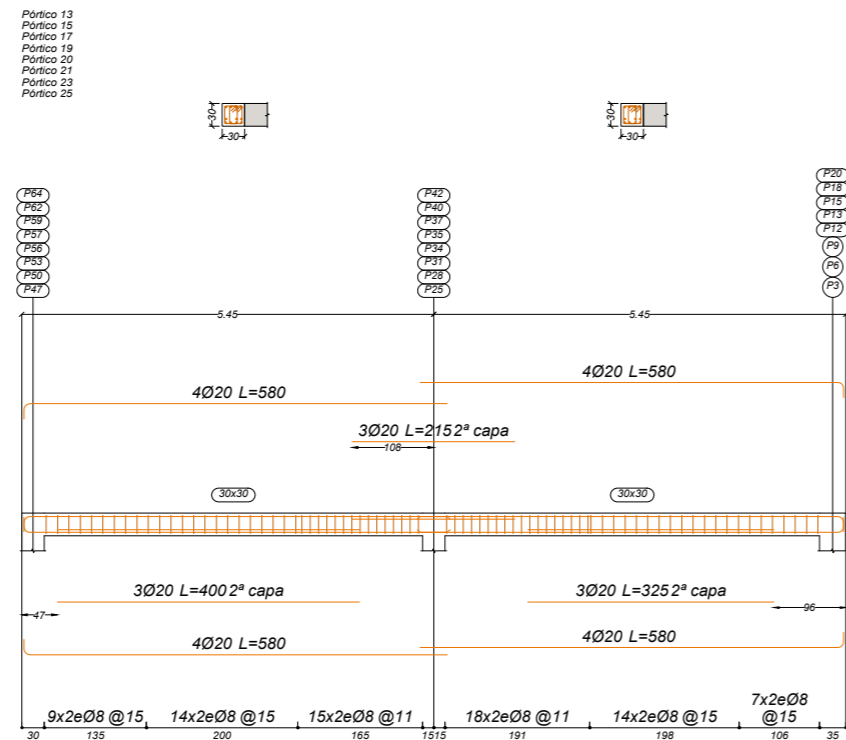 Pórtico 13
Pórtico 15
Pórtico 17
Pórtico 19
Pórtico 20
Pórtico 21
Pórtico 23
Pórtico 25
30
30
30
30
P64
P62
P59
P57
P56
P53
P50
P47
P42
P40
P37
P35
P34
P31
P28
P25
P20
P18
P15
P13
P12
P9
P6
P3
5.45
5.45
4Ø20 L=580
4Ø20 L=580
3Ø20 L=215 2ª capa
108
30x30
30x30
3Ø20 L=400 2ª capa
3Ø20 L=325 2ª capa
47
96
4Ø20 L=580
4Ø20 L=580
9x2eØ8 @15
14x2eØ8 @15
15x2eØ8 @11
18x2eØ8 @11
14x2eØ8 @15
7x2eØ8
@15
30
135
200
165
15
15
191
198
106
35